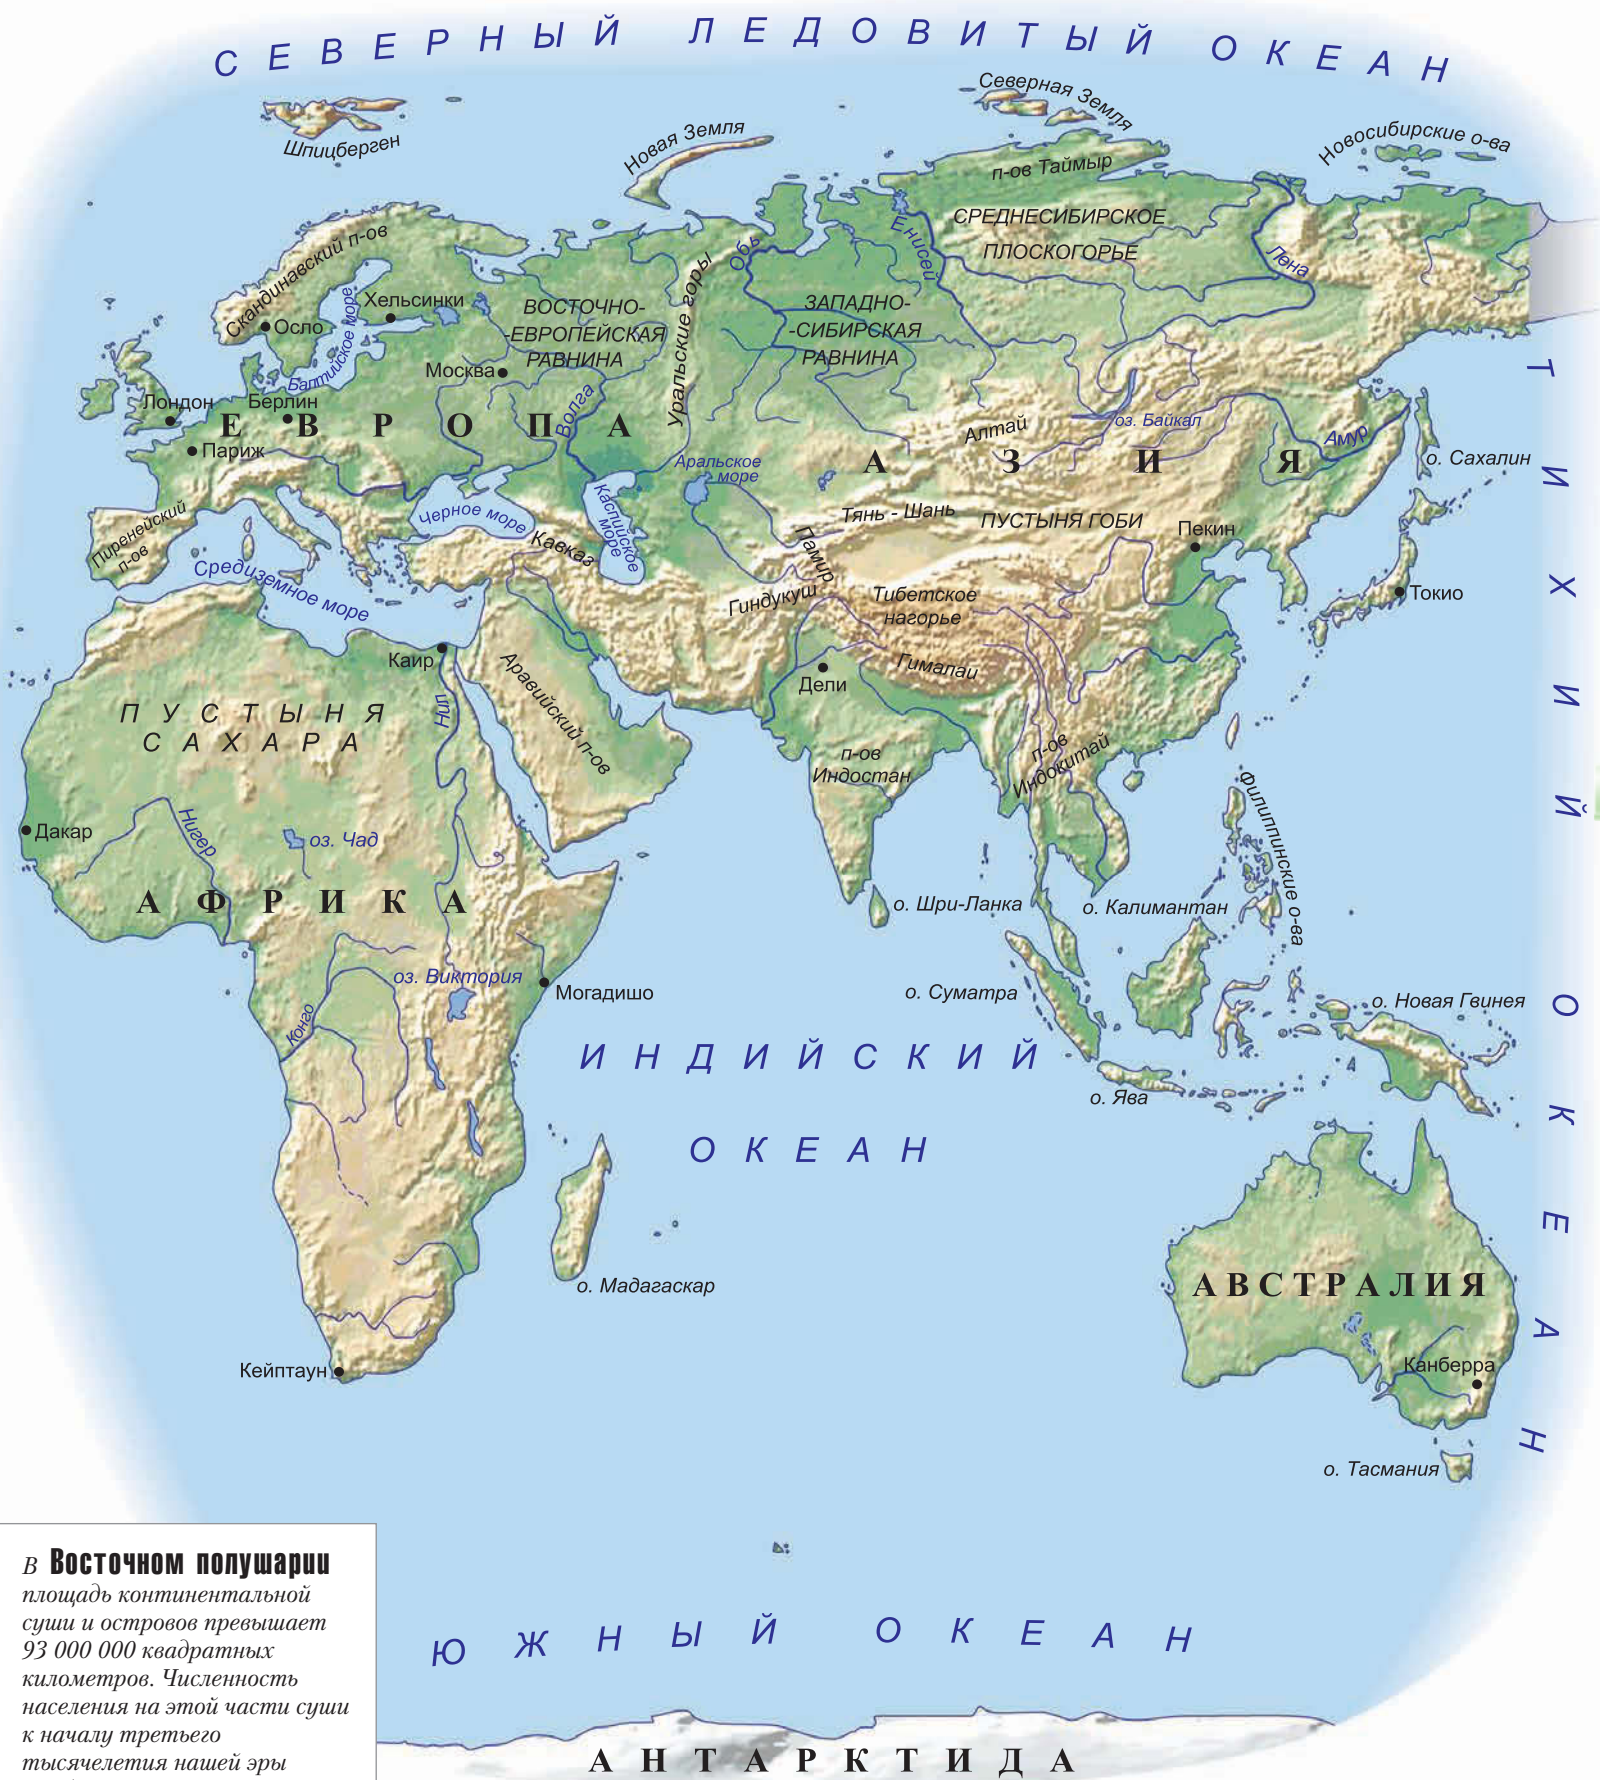 СЕВЕРНЫЙ ЛЕДОВИТЫЙ ОКЕАН
Шпицберген
Новая Земля
Северная Земля
Новосибирские о-ва
п-ов Таймыр
СРЕДНЕСИБИРСКОЕ
ПЛОСКОГОРЬЕ
Енисей
Обь
Лена
Скандинавский п-ов
Хельсинки
Осло
Балтийское море
ВОСТОЧНО-
-ЕВРОПЕЙСКАЯ
РАВНИНА
Уральские горы
ЗАПАДНО-
-СИБИРСКАЯ
РАВНИНА
Москва
Лондон
Берлин
ЕВРОПА
Волга
Париж
Алтай
оз. Байкал
Амур
АЗИЯ
о. Сахалин
Аральское
море
Каспийское
море
Черное море
Пиренейский
п-ов
Кавказ
Тянь - Шань
ПУСТЫНЯ ГОБИ
Пекин
Памир
Средиземное море
Гиндукуш
Тибетское
нагорье
Токио
Гималаи
Каир
Дели
Нил
Аравийский п-ов
ПУСТЫНЯ
САХАРА
п-ов
Индостан
п-ов
Индокитай
Филиппинские о-ва
ТИХИЙ ОКЕАН
Дакар
Нигер
оз. Чад
АФРИКА
о. Шри-Ланка
о. Калимантан
оз. Виктория
Могадишо
о. Суматра
о. Новая Гвинея
Конго
ИНДИЙСКИЙ
ОКЕАН
о. Ява
о. Мадагаскар
АВСТРАЛИЯ
Кейптаун
Канберра
о. Тасмания
В Восточном полушарии
площадь континентальной
суши и островов превышает
93 000 000 квадратных
километров. Численность
населения на этой части суши
к началу третьего
тысячелетия нашей эры
ЮЖНЫЙ ОКЕАН
АНТАРКТИДА